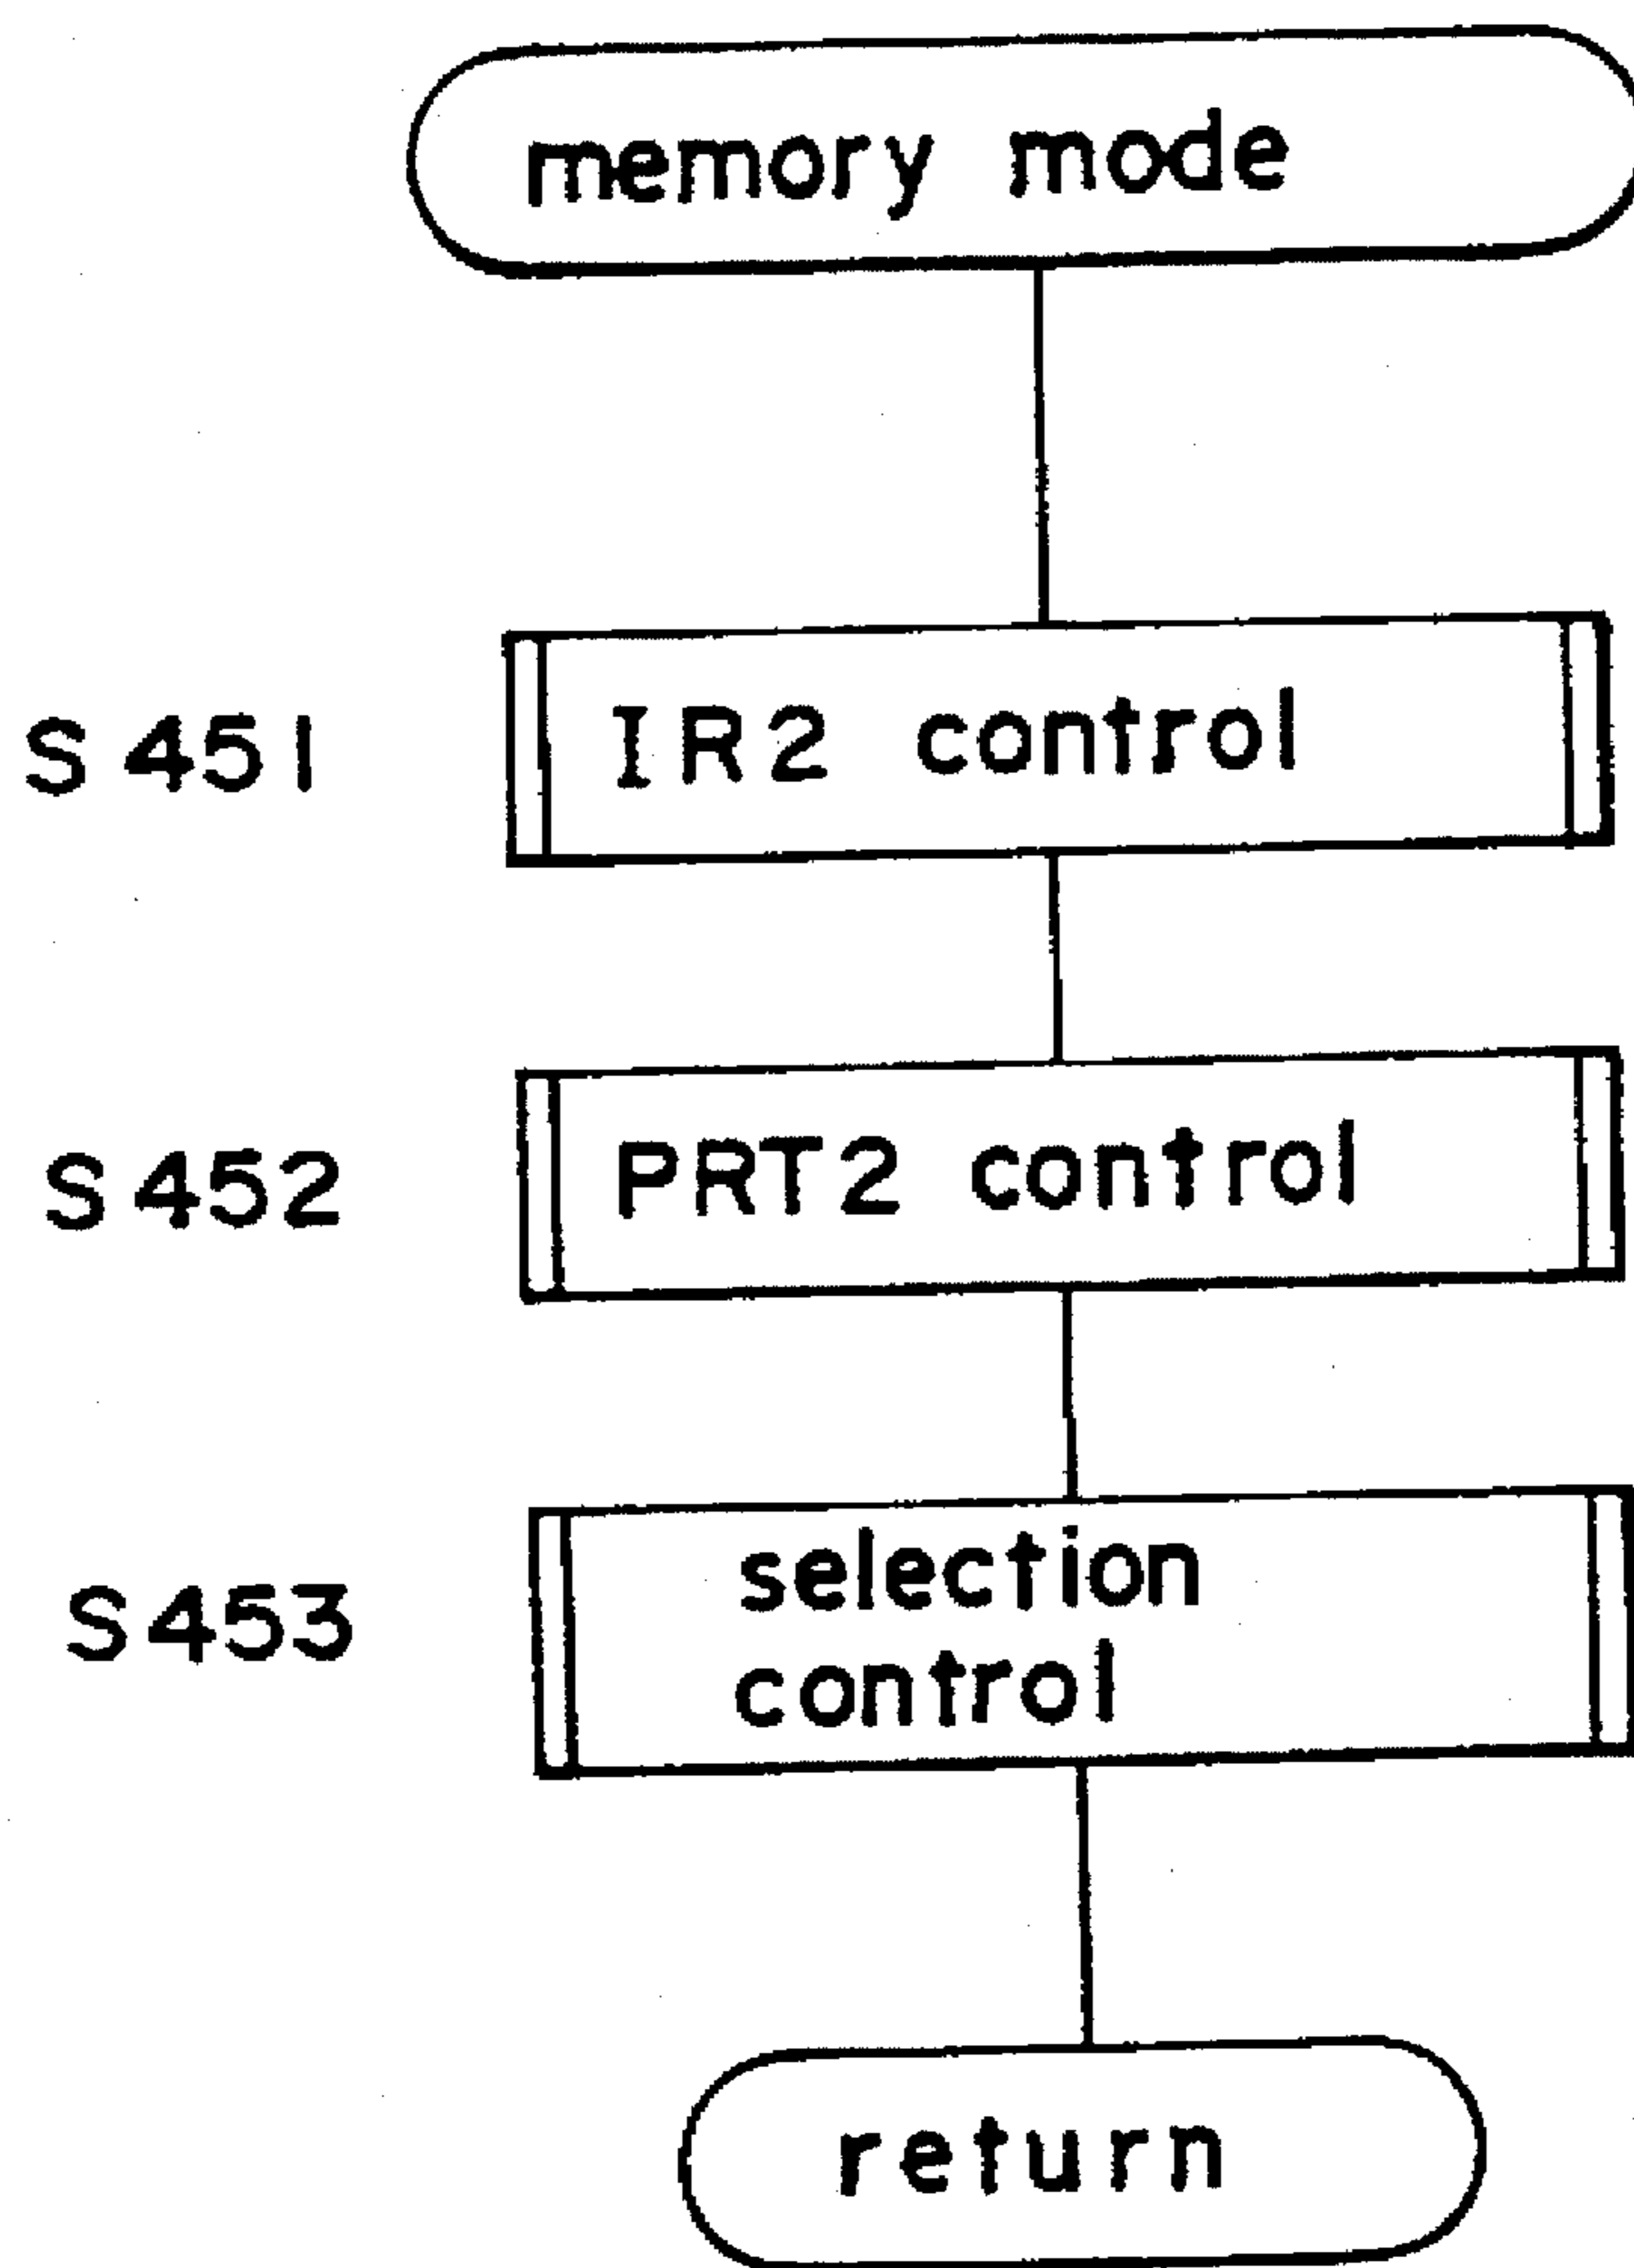 memory mode
S451 IR2 control
S452 PRT2 control
S453 selection
control
return